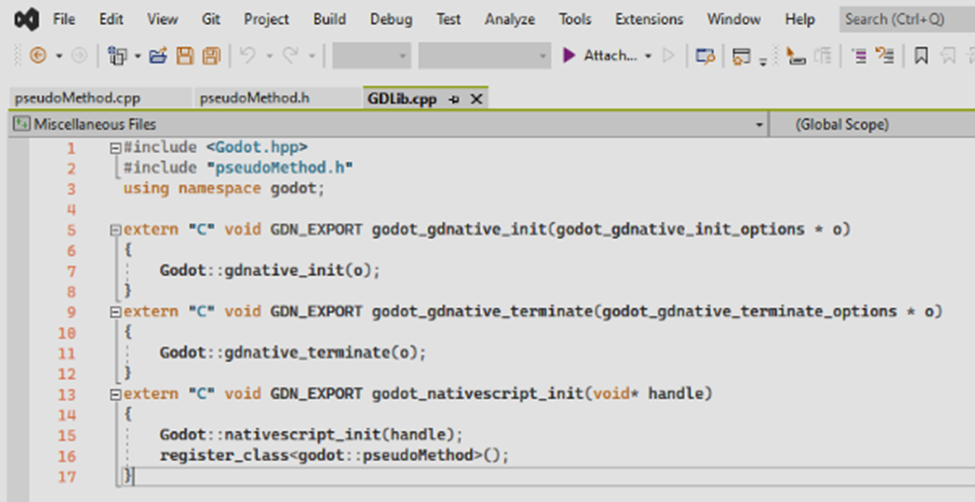 File Edit View Git Project Build Debug Test Analyze Tools Extensions Window Help Search (Ctrl+Q)
Attach...
pseudoMethod.cpp pseudoMethod.h GDLib.cpp
Miscellaneous Files (Global Scope)
1 #include <Godot.hpp>
2 #include "pseudoMethod.h"
3 using namespace godot;
4
5 extern "C" void GDN_EXPORT godot_gdnative_init(godot_gdnative_init_options * o)
6 {
7 Godot::gdnative_init(o);
8 }
9 extern "C" void GDN_EXPORT godot_gdnative_terminate(godot_gdnative_terminate_options * o)
10 {
11 Godot::gdnative_terminate(o);
12 }
13 extern "C" void GDN_EXPORT godot_nativescript_init(void* handle)
14 {
15 Godot::nativescript_init(handle);
16 register_class<godot::pseudoMethod>();
17 }